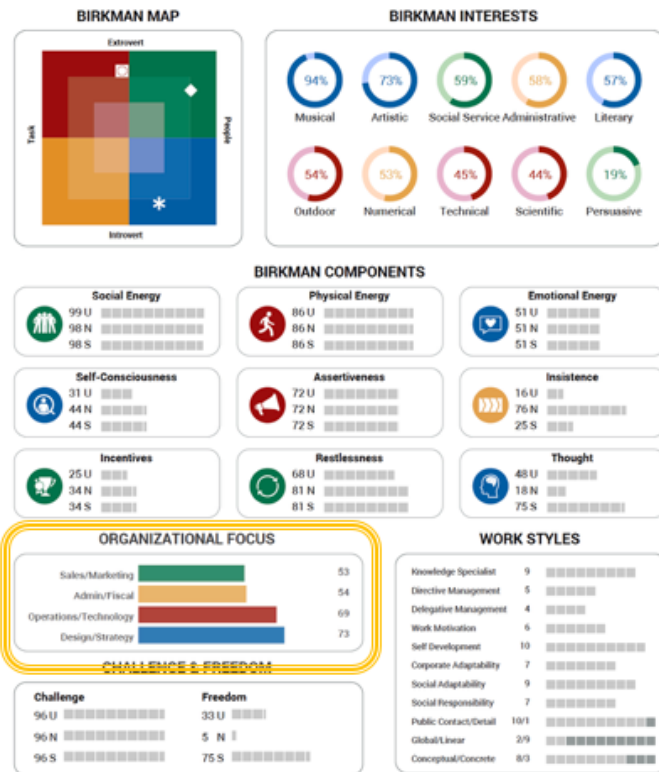 BIRKMAN MAP
Extrovert
Task
People
Introvert
BIRKMAN INTERESTS
94% 73% 59% 58% 57%
Musical Artistic Social Service Administrative Literary
54% 53% 45% 44% 19%
Outdoor Numerical Technical Scientific Persuasive
BIRKMAN COMPONENTS
Social Energy
99 U
98 N
98 S
Physical Energy
86 U
86 N
86 S
Emotional Energy
51 U
51 N
51 S
Self-Consciousness
31 U
44 N
44 S
Assertiveness
72 U
72 N
72 S
Insistence
16 U
76 N
25 S
Incentives
25 U
34 N
34 S
Restlessness
68 U
81 N
81 S
Thought
48 U
18 N
75 S
ORGANIZATIONAL FOCUS
Sales/Marketing 53
Admin/Fiscal 54
Operations/Technology 69
Design/Strategy 73
CHALLENGE & FREEDOM
Challenge
96 U
96 N
96 S
Freedom
33 U
5 N
75 S
WORK STYLES
Knowledge Specialist 9
Directive Management 5
Delegative Management 4
Work Motivation 6
Self Development 10
Corporate Adaptability 7
Social Adaptability 9
Social Responsibility 7
Public Contact/Detail 10/1
Global/Linear 2/9
Conceptual/Concrete 8/3